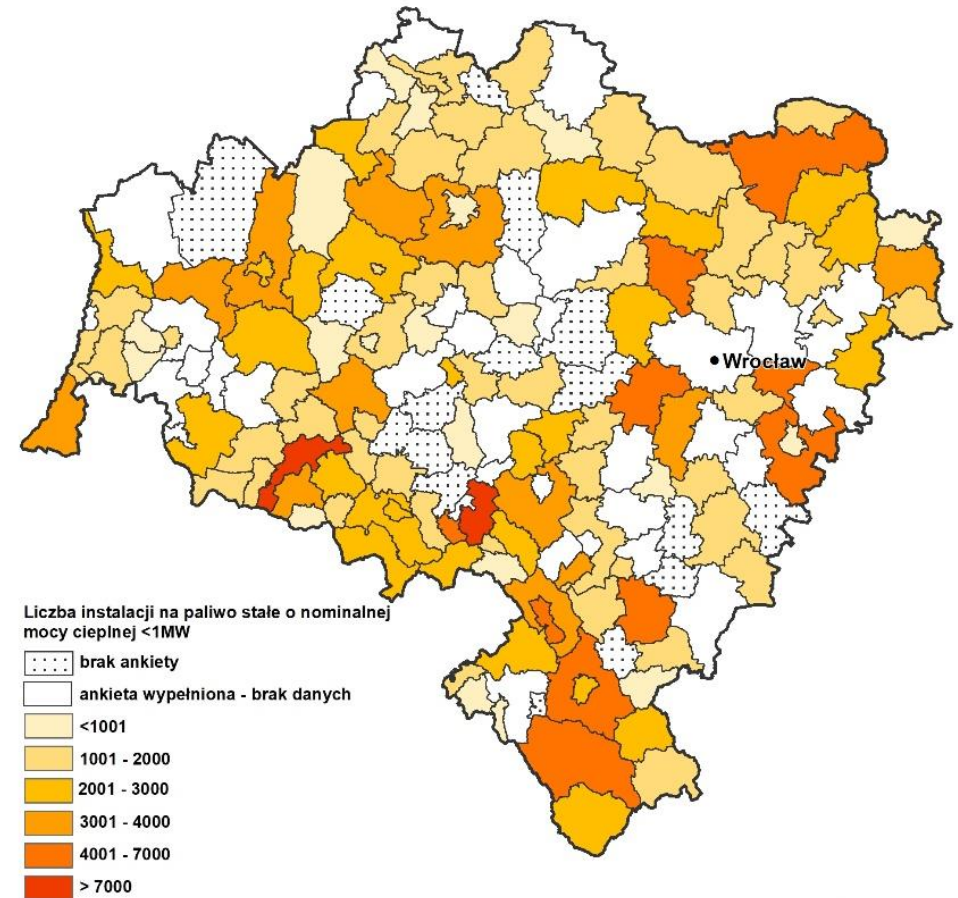 Wrocław
Liczba instalacji na paliwo stałe o nominalnej
mocy cieplnej <1MW
brak ankiety
ankieta wypełniona - brak danych
<1001
1001 - 2000
2001 - 3000
3001 - 4000
4001 - 7000
> 7000